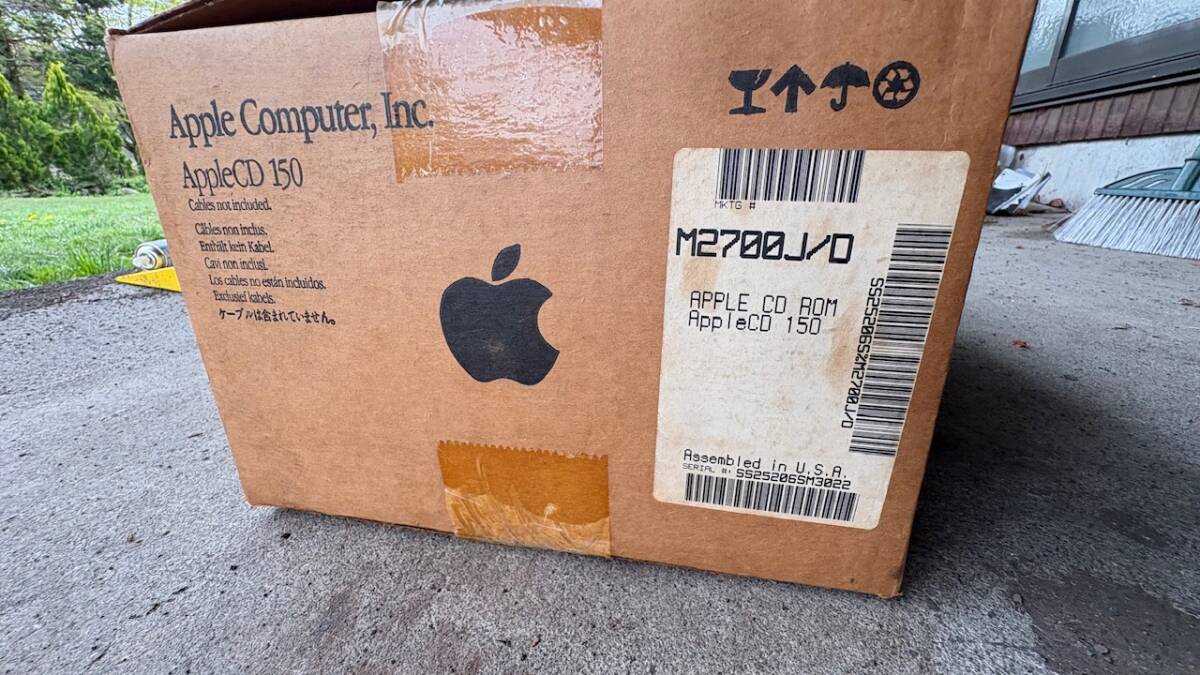 Apple Computer, Inc.
AppleCD 150
Cables not included.
Câbles non inclus.
Enthält kein Kabel.
Cavi non inclusi.
Los cables no están incluidos.
Exclusief kabels.
ケーブルは含まれていません。
MKTG #
M2700J/D
APPLE CD ROM
AppleCD 150
Assembled in U.S.A.
SERIAL #: